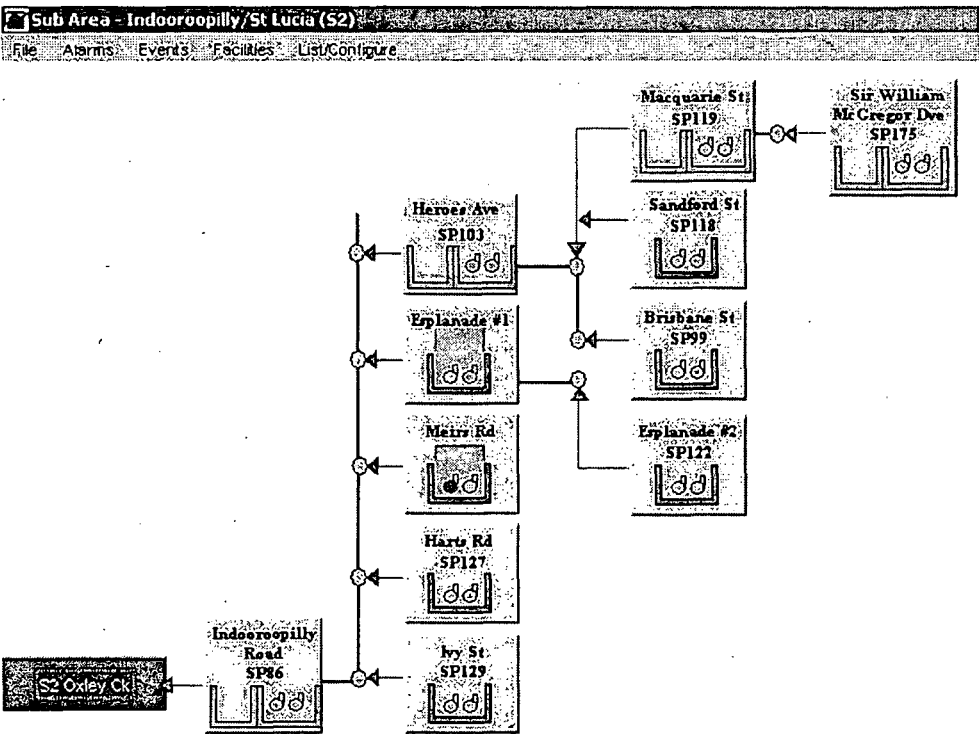 Sub Area - Indooroopilly/St Lucia (S2)
File Alarms Events Facilities List/Configure
Macquarie St
SP119
Sir William
McGregor Dve
SP175
Heroes Ave
SP103
Sandford St
SP118
Esplanade #1
Brisbane St
SP99
Meirs Rd
Esplanade #2
SP122
Harts Rd
SP127
Indooroopilly
Road
SP86
Ivy St
SP129
S2 Oxley Ck